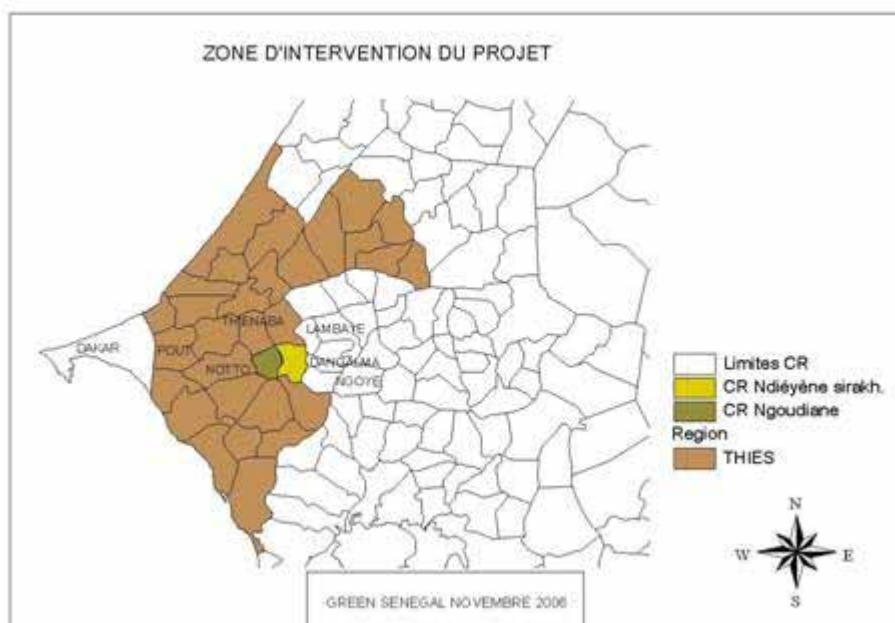 ZONE D'INTERVENTION DU PROJET
THIENABA
LAMBAYE
DAKAR
POUT
NOTTO
DANGALMA
NGOYE
Limites CR
CR Ndiéyène sirakh.
CR Ngoudiane
Region
THIES
N
W
E
S
GREEN SENEGAL NOVEMBRE 2006